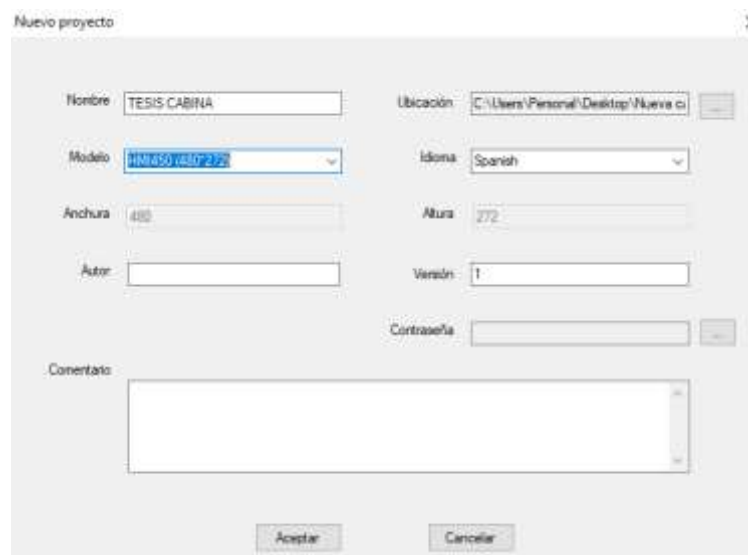 Nuevo proyecto
Nombre TESIS CABINA Ubicación C:\Users\Personal\Desktop\Nueva ca ...
Modelo HMI450 (480*272) Idioma Spanish
Anchura 480 Altura 272
Autor Versión 1
Contraseña ...
Comentario
Aceptar Cancelar